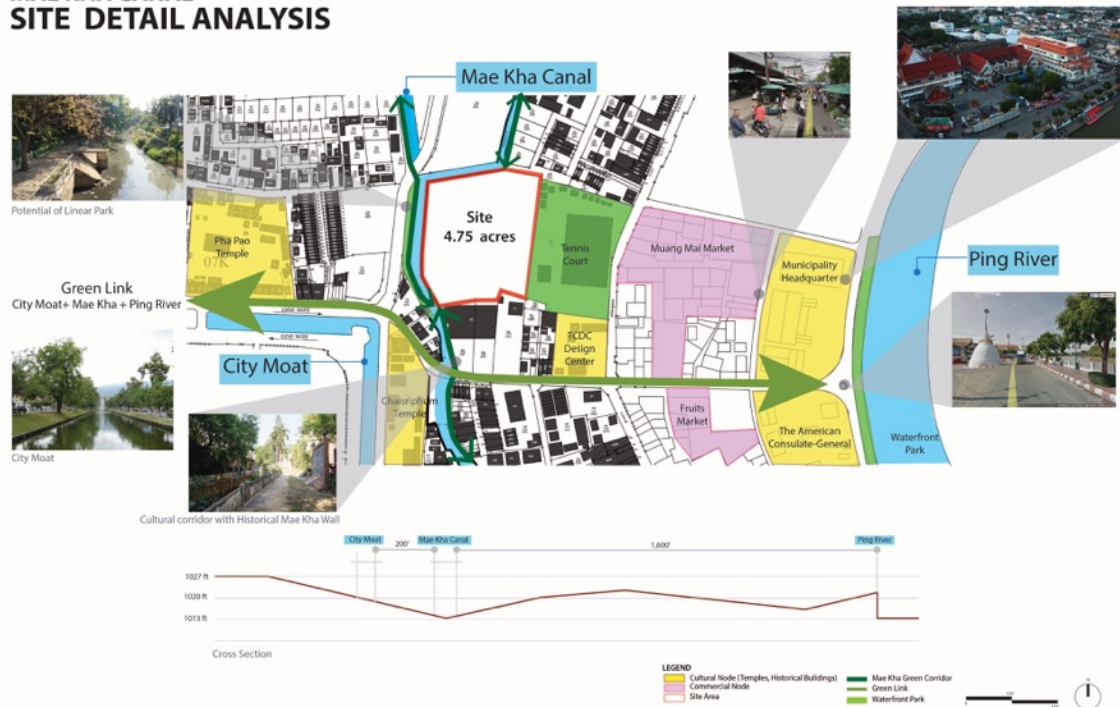 SITE DETAIL ANALYSIS
Mae Kha Canal
Potential of Linear Park
Pha Pao
Temple
07K
Site
4.75 acres
Tennis
Court
Muang Mai Market
Municipality
Headquarter
Ping River
Green Link
City Moat+ Mae Kha + Ping River
ONE WAY
ONE WAY
City Moat
TCDC
Design
Center
Chaisriphum
Temple
Fruits
Market
The American
Consulate-General
Waterfront
Park
City Moat
Cultural corridor with Historical Mae Kha Wall
City Moat
200'
Mae Kha Canal
1,600'
Ping River
1027 ft
1020 ft
1013 ft
Cross Section
LEGEND
Cultural Node (Temples, Historical Buildings)
Commercial Node
Site Area
Mae Kha Green Corridor
Green Link
Waterfront Park